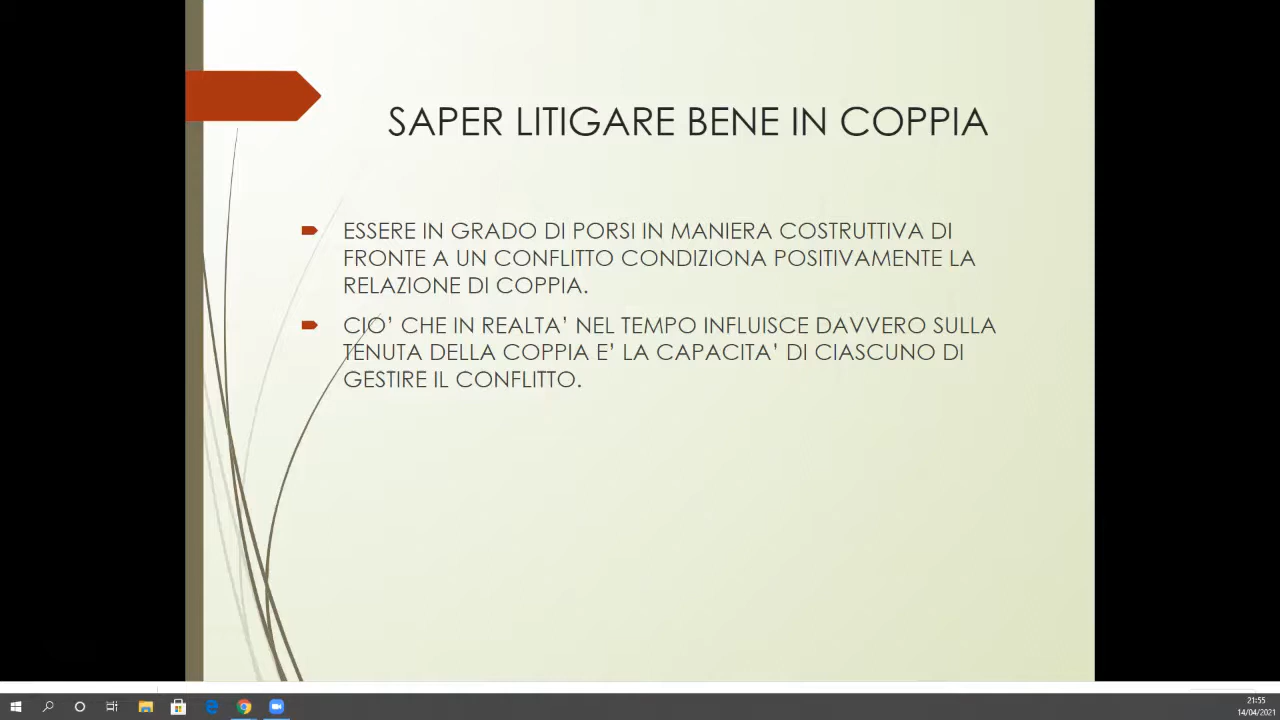 SAPER LITIGARE BENE IN COPPIA
ESSERE IN GRADO DI PORSI IN MANIERA COSTRUTTIVA DI
FRONTE A UN CONFLITTO CONDIZIONA POSITIVAMENTE LA
RELAZIONE DI COPPIA.
CIO’ CHE IN REALTA’ NEL TEMPO INFLUISCE DAVVERO SULLA
TENUTA DELLA COPPIA E’ LA CAPACITA’ DI CIASCUNO DI
GESTIRE IL CONFLITTO.
21:55
14/04/2021